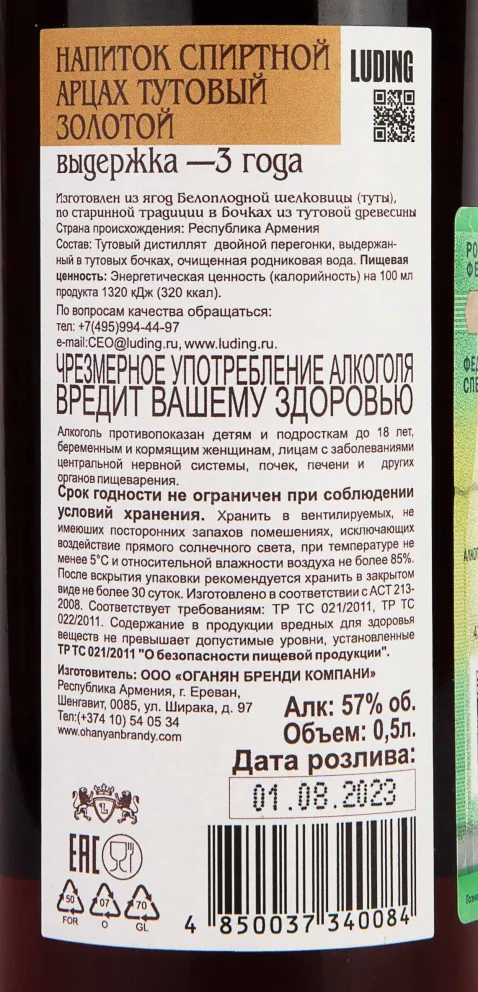 НАПИТОК СПИРТНОЙ
АРЦАХ ТУТОВЫЙ
ЗОЛОТОЙ
LUDING
выдержка —3 года
Изготовлен из ягод Белоплодной шелковицы (туты),
по старинной традиции в Бочках из тутовой древесины
Страна происхождения: Республика Армения
Состав: Тутовый дистиллят двойной перегонки, выдержан-
ный в тутовых бочках, очищенная родниковая вода. Пищевая
ценность: Энергетическая ценность (калорийность) на 100 мл
продукта 1320 кДж (320 ккал).
По вопросам качества обращаться:
тел: +7(495)994-44-97
e-mail:CEO@luding.ru, www.luding.ru.
ЧРЕЗМЕРНОЕ УПОТРЕБЛЕНИЕ АЛКОГОЛЯ
ВРЕДИТ ВАШЕМУ ЗДОРОВЬЮ
Алкоголь противопоказан детям и подросткам до 18 лет,
беременным и кормящим женщинам, лицам с заболеваниями
центральной нервной системы, почек, печени и других
органов пищеварения.
Срок годности не ограничен при соблюдении
условий хранения. Хранить в вентилируемых, не
имеюших посторонних запахов помешениях, исключающих
воздействие прямого солнечного света, при температуре не
менее 5°С и относительной влажности воздуха не более 85%.
После вскрытия упаковки рекомендуется хранить в закрытом
виде не более 30 суток. Изготовлено в соответствии с АСТ 213-
2008. Соответствует требованиям: ТР ТС 021/2011, ТР ТС
022/2011. Содержание в продукции вредных для здоровья
веществ не превышает допустимые уровни, установленные
ТР ТС 021/2011 "О безопасности пищевой продукции".
Изготовитель: ООО «ОГАНЯН БРЕНДИ КОМПАНИ»
Республика Армения, г. Ереван,
Шенгавит, 0085, ул. Ширака, д. 97
Тел:(+374 10) 54 05 34
www.ohanyanbrandy.com
Алк: 57% об.
Объем: 0,5л.
Дата розлива:
01.08.2023
EAC
50
FOR
07
O
70
GL
4 850037 340084